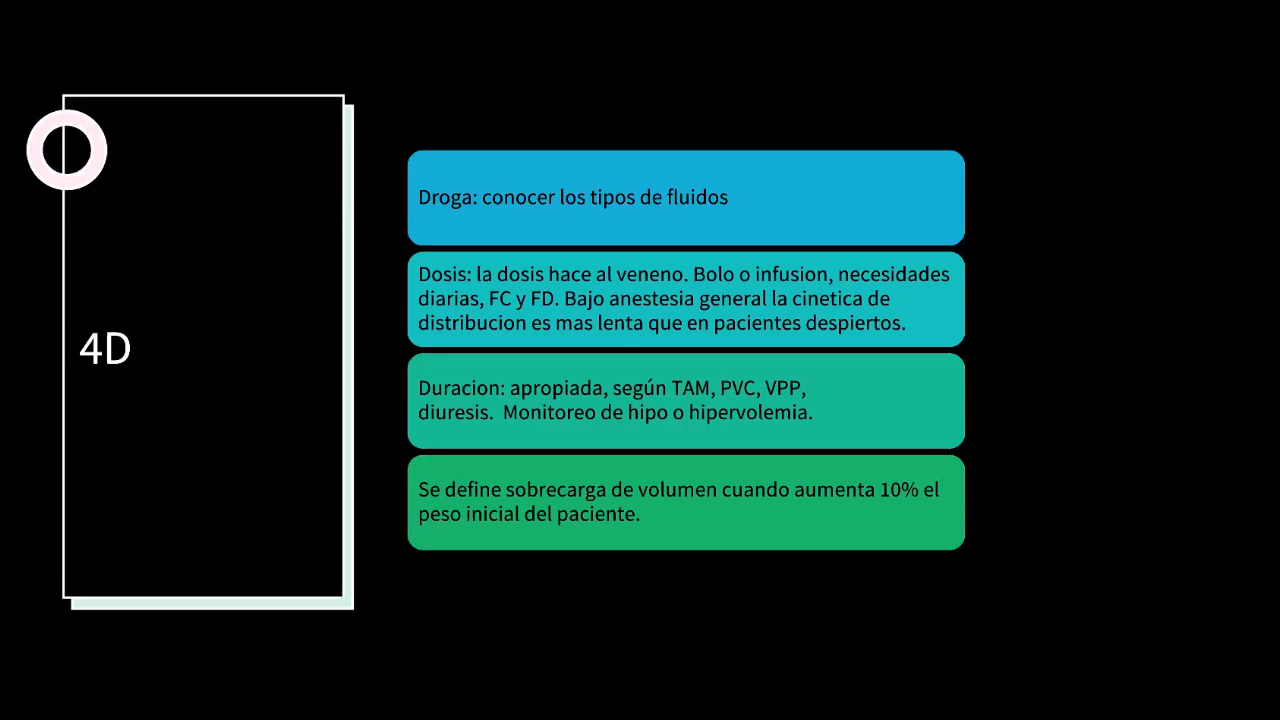 4D
Droga: conocer los tipos de fluidos
Dosis: la dosis hace al veneno. Bolo o infusion, necesidades
diarias, FC y FD. Bajo anestesia general la cinetica de
distribucion es mas lenta que en pacientes despiertos.
Duracion: apropiada, según TAM, PVC, VPP,
diuresis.  Monitoreo de hipo o hipervolemia.
Se define sobrecarga de volumen cuando aumenta 10% el
peso inicial del paciente.